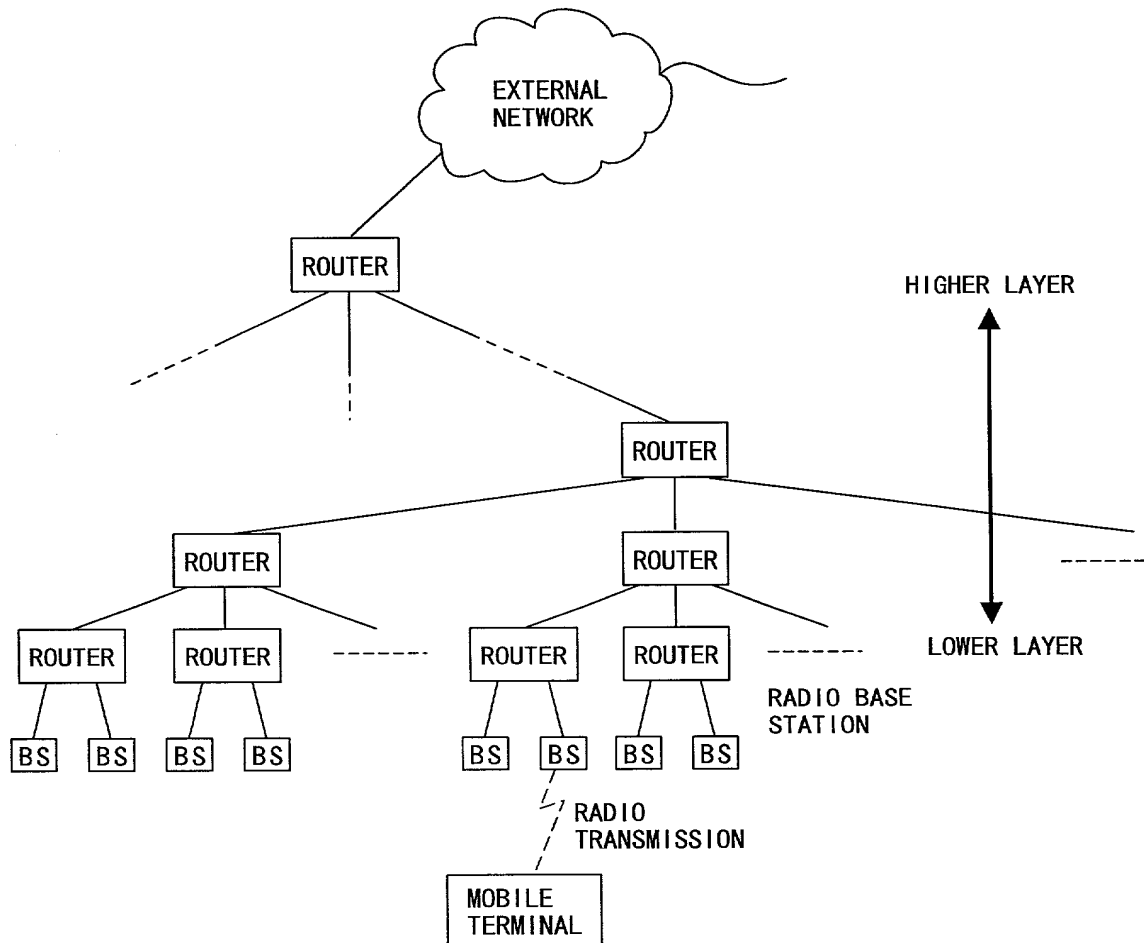 EXTERNAL
NETWORK
ROUTER
HIGHER LAYER
ROUTER
ROUTER
ROUTER
ROUTER
ROUTER
ROUTER
ROUTER
LOWER LAYER
RADIO BASE
STATION
BS
BS
BS
BS
BS
BS
BS
BS
RADIO
TRANSMISSION
MOBILE
TERMINAL